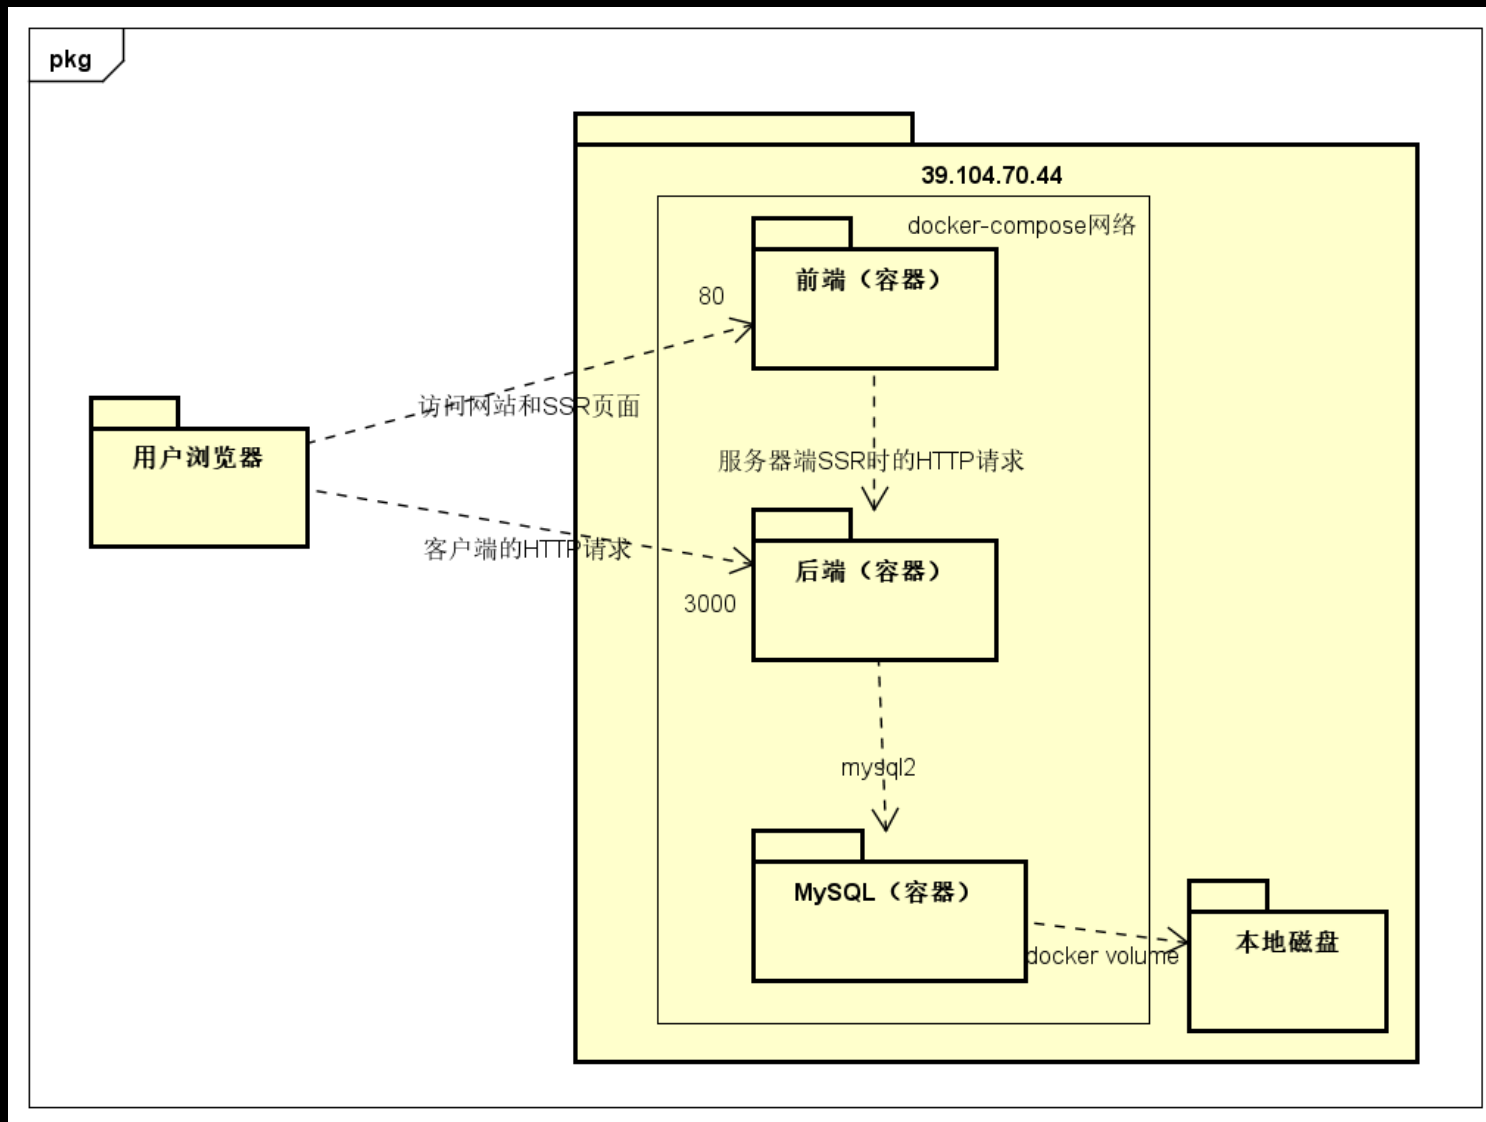 pkg
39.104.70.44
docker-compose网络
前端（容器）
80
访问网站和SSR页面
用户浏览器
服务器端SSR时的HTTP请求
客户端的HTTP请求
后端（容器）
3000
mysql2
MySQL（容器）
本地磁盘
docker volume